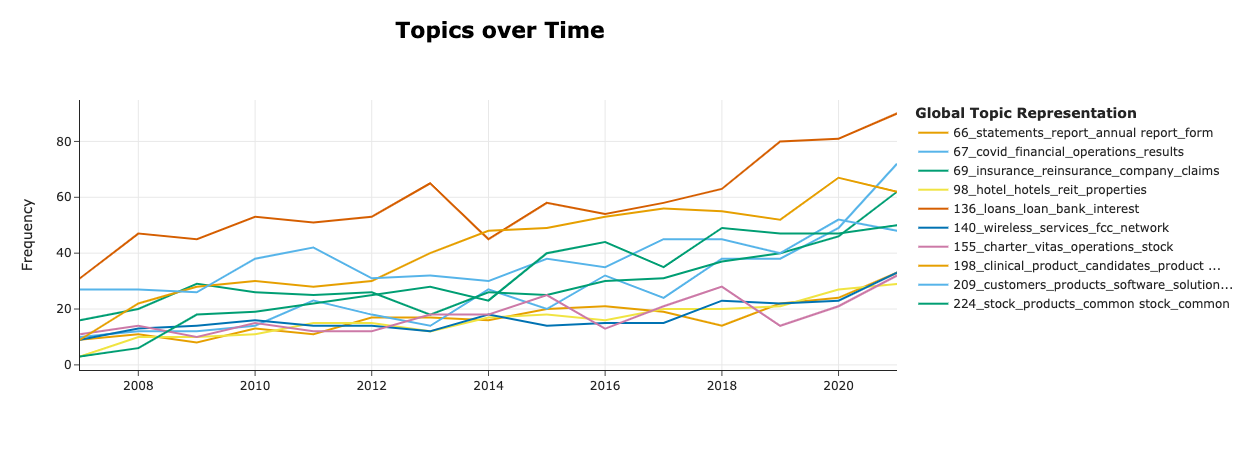 Topics over Time
Frequency
80
60
40
20
0
2008
2010
2012
2014
2016
2018
2020
Global Topic Representation
66_statements_report_annual report_form
67_covid_financial_operations_results
69_insurance_reinsurance_company_claims
98_hotel_hotels_reit_properties
136_loans_loan_bank_interest
140_wireless_services_fcc_network
155_charter_vitas_operations_stock
198_clinical_product_candidates_product ...
209_customers_products_software_solution...
224_stock_products_common stock_common